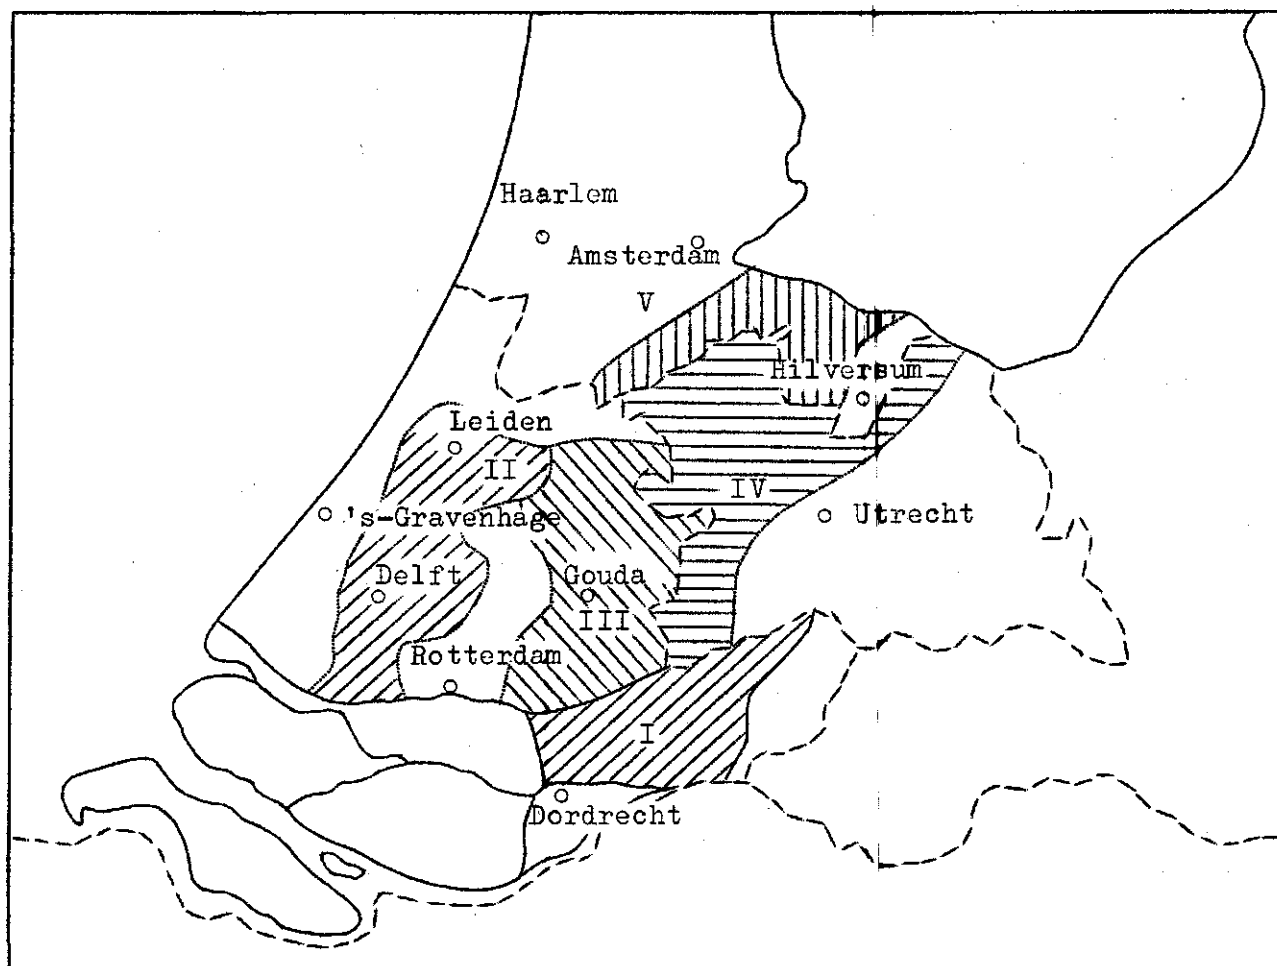 Haarlem
Amsterdam
V
Hilversum
Leiden
II
IV
's-Gravenhage
Utrecht
Delft
Gouda
III
Rotterdam
I
Dordrecht